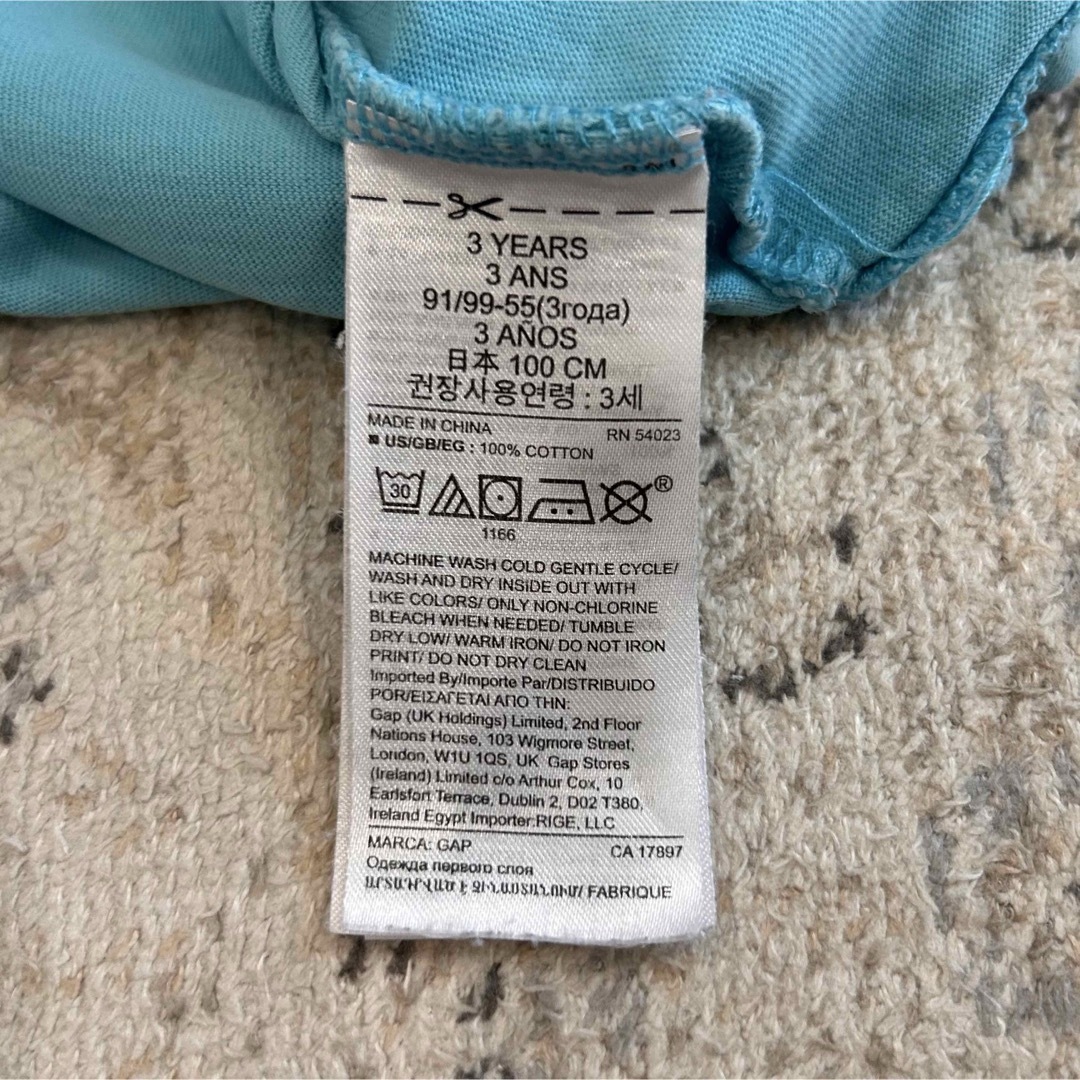 3 YEARS
3 ANS
91/99-55(3года)
3 AÑOS
日本 100 CM
권장사용연령 : 3세
MADE IN CHINA RN 54023
■ US/GB/EG : 100% COTTON
30 ®
1166
MACHINE WASH COLD GENTLE CYCLE/
WASH AND DRY INSIDE OUT WITH
LIKE COLORS/ ONLY NON-CHLORINE
BLEACH WHEN NEEDED/ TUMBLE
DRY LOW/ WARM IRON/ DO NOT IRON
PRINT/ DO NOT DRY CLEAN
Imported By/Importe Par/DISTRIBUIDO
POR/ΕΙΣΑΓΕΤΑΙ ΑΠΟ ΤΗΝ:
Gap (UK Holdings) Limited, 2nd Floor
Nations House, 103 Wigmore Street,
London, W1U 1QS, UK Gap Stores
(Ireland) Limited c/o Arthur Cox, 10
Earlsfort Terrace, Dublin 2, D02 T380,
Ireland Egypt Importer:RIGE, LLC
MARCA: GAP CA 17897
Одежда первого слоя
ԱՐՏԱԴՐՎԱԾ Է ՉԻՆԱՍՏԱՆՈՒՄ/ FABRIQUE